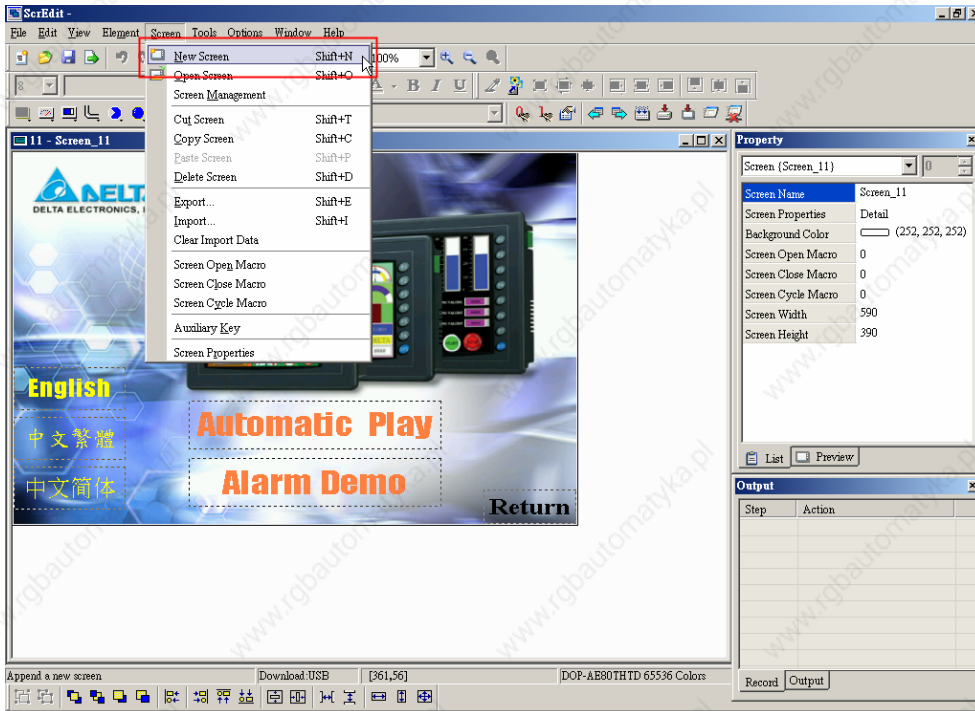 ScrEdit -
File Edit View Element Screen Tools Options Window Help
100%
8 A B I U
New Screen Shift+N
Open Screen Shift+O
Screen Management
Cut Screen Shift+T
Copy Screen Shift+C
Paste Screen Shift+P
Delete Screen Shift+D
Export... Shift+E
Import... Shift+I
Clear Import Data
Screen Open Macro
Screen Close Macro
Screen Cycle Macro
Auxiliary Key
Screen Properties
11 - Screen_11
DELT
DELTA ELECTRONICS, I
English
中文繁體
中文简体
Automatic Play
Alarm Demo
Return
Property
Screen {Screen_11} 0
Screen Name Screen_11
Screen Properties Detail
Background Color (252, 252, 252)
Screen Open Macro 0
Screen Close Macro 0
Screen Cycle Macro 0
Screen Width 590
Screen Height 390
List Preview
Output
Step Action
Record Output
Append a new screen Download:USB [361,56] DOP-AE80THTD 65536 Colors
www.rgbautomatyka.pl